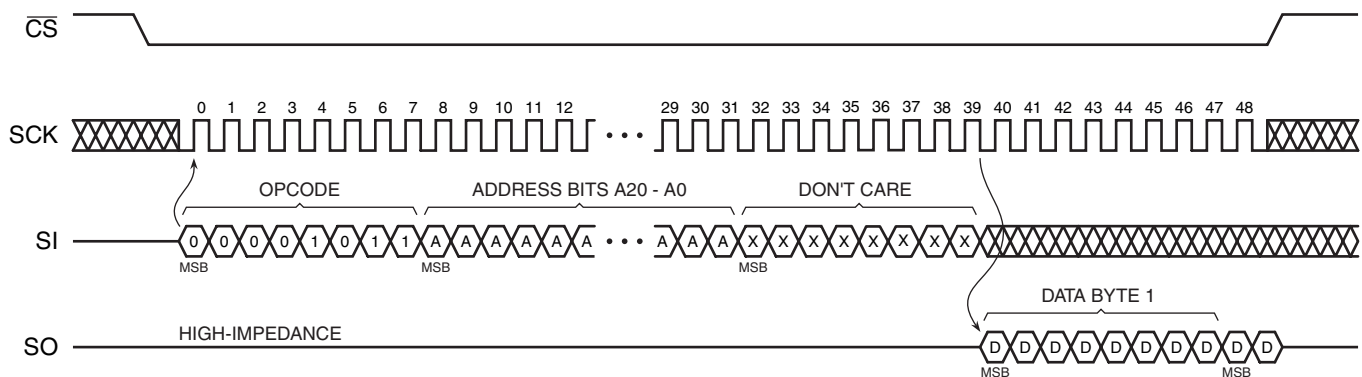 CS
0 1 2 3 4 5 6 7 8 9 10 11 12 29 30 31 32 33 34 35 36 37 38 39 40 41 42 43 44 45 46 47 48
SCK
OPCODE ADDRESS BITS A20 - A0 DON'T CARE
SI 0 0 0 0 1 0 1 1 A A A A A A A A A X X X X X X X X
MSB MSB MSB
DATA BYTE 1
HIGH-IMPEDANCE
SO D D D D D D D D D D
MSB MSB